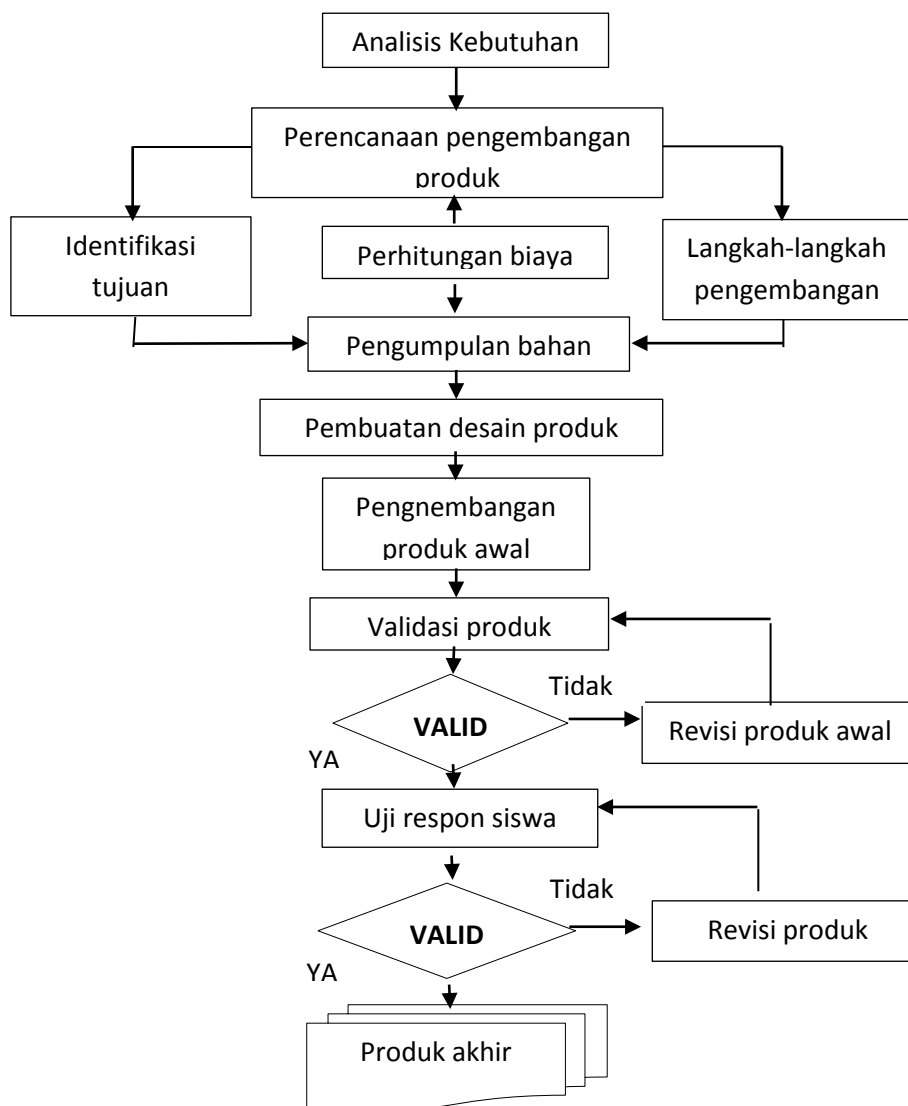 Analisis Kebutuhan
Perencanaan pengembangan
produk
Identifikasi
tujuan
Perhitungan biaya
Langkah-langkah
pengembangan
Pengumpulan bahan
Pembuatan desain produk
Pengnembangan
produk awal
Validasi produk
Tidak
VALID
Revisi produk awal
YA
Uji respon siswa
Tidak
VALID
Revisi produk
YA
Produk akhir